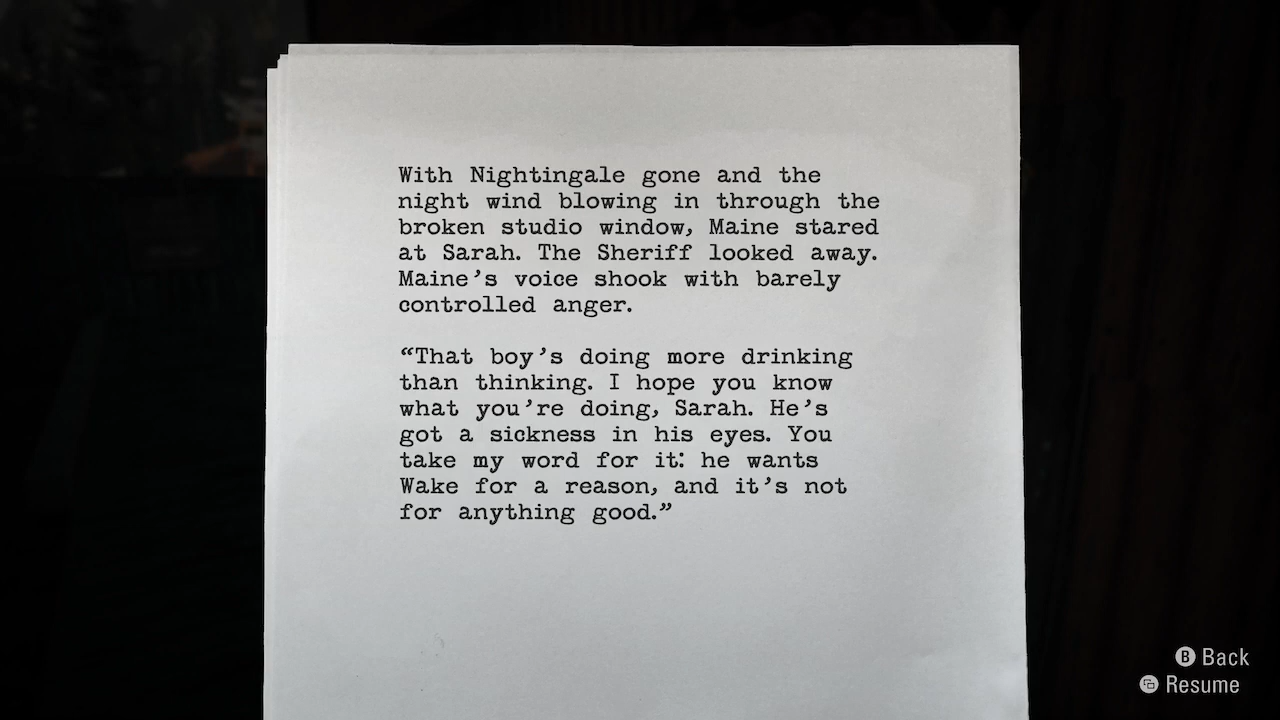 With Nightingale gone and the
night wind blowing in through the
broken studio window, Maine stared
at Sarah. The Sheriff looked away.
Maine’s voice shook with barely
controlled anger.
“That boy’s doing more drinking
than thinking. I hope you know
what you’re doing, Sarah. He’s
got a sickness in his eyes. You
take my word for it: he wants
Wake for a reason, and it’s not
for anything good.”
B Back
Resume